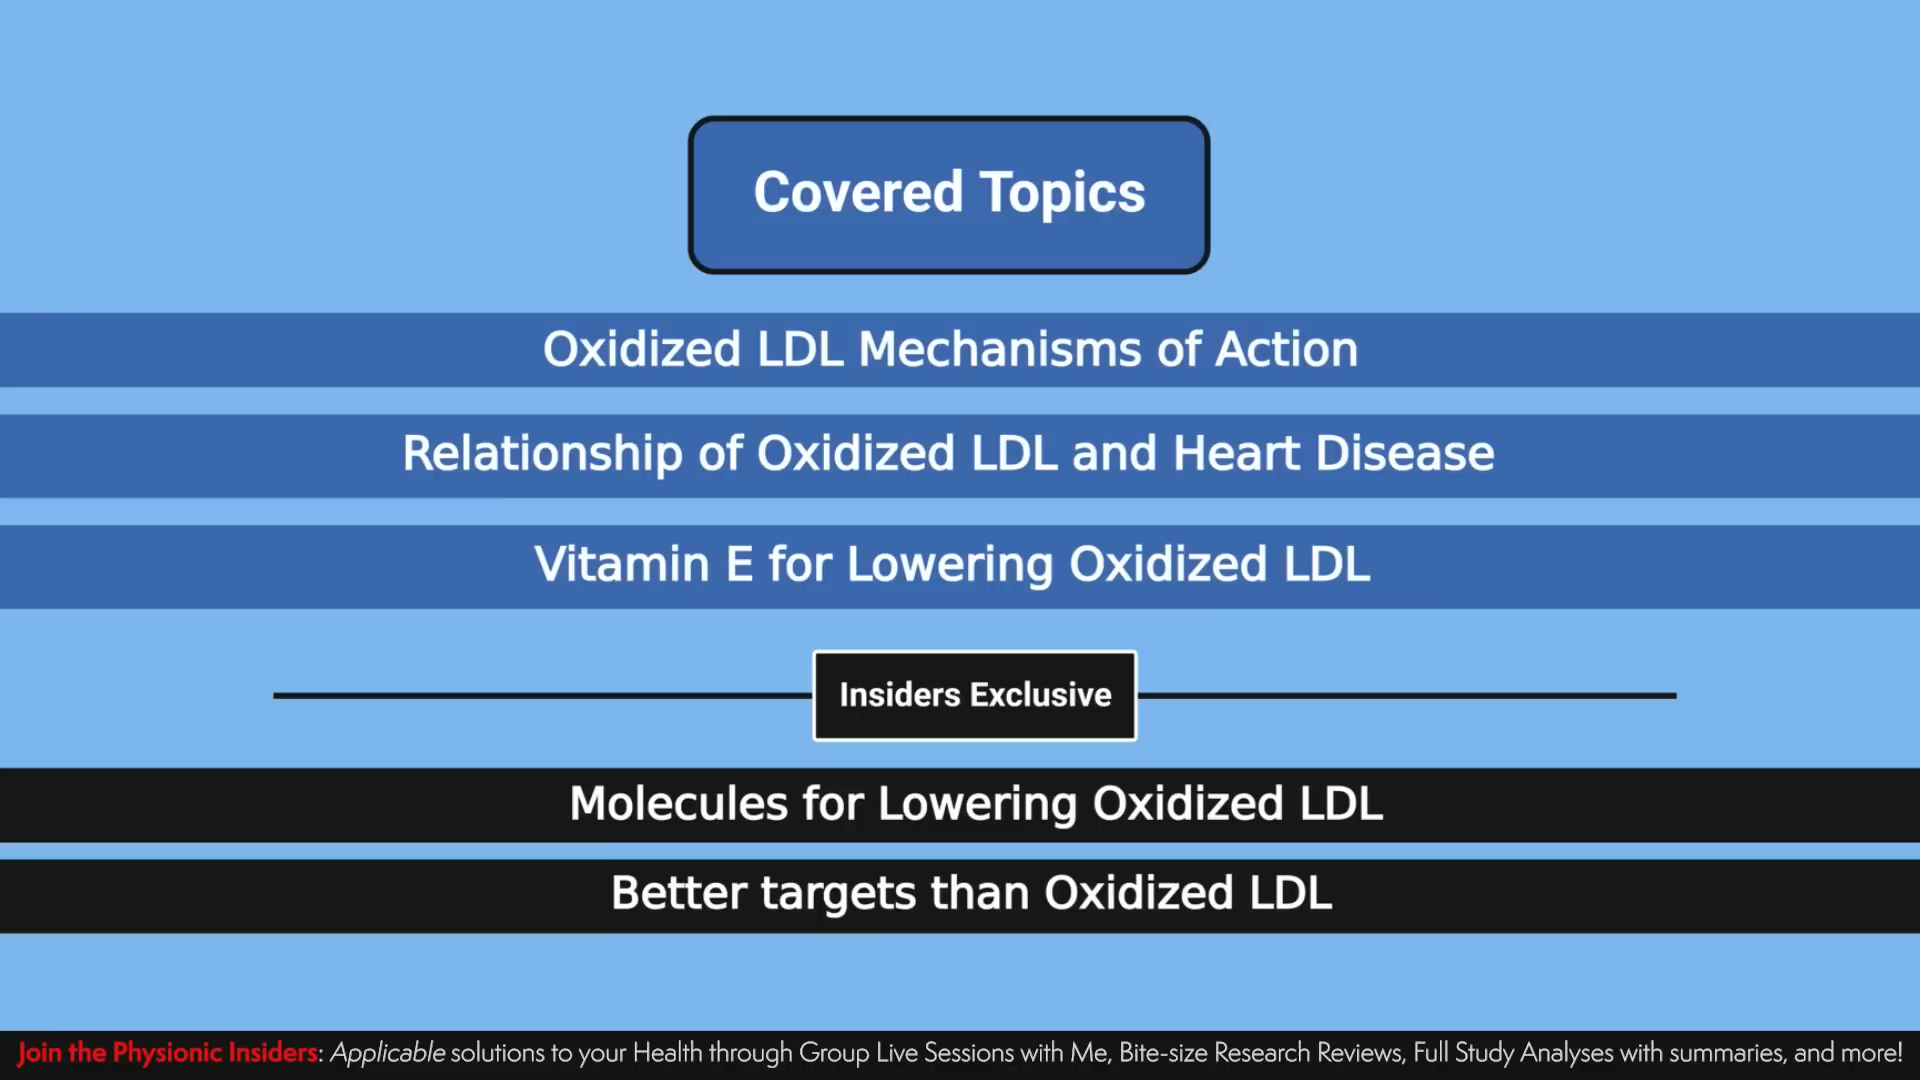 Covered Topics
Oxidized LDL Mechanisms of Action
Relationship of Oxidized LDL and Heart Disease
Vitamin E for Lowering Oxidized LDL
Insiders Exclusive
Molecules for Lowering Oxidized LDL
Better targets than Oxidized LDL
Join the Physionic Insiders: Applicable solutions to your Health through Group Live Sessions with Me, Bite-size Research Reviews, Full Study Analyses with summaries, and more!